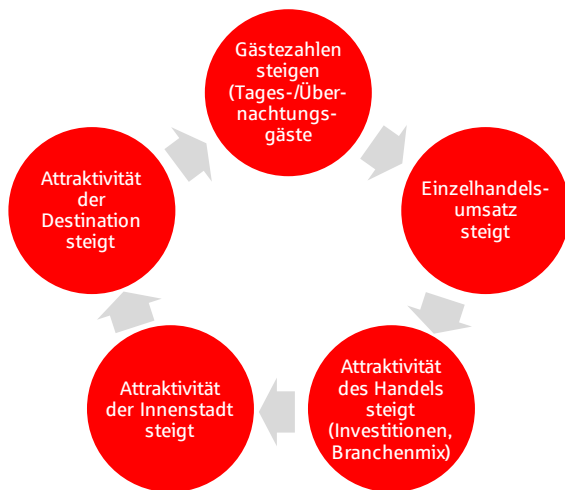 Gästezahlen
steigen
(Tages-/Über-
nachtungs-
gäste
Einzelhandels-
umsatz
steigt
Attraktivität
des Handels
steigt
(Investitionen,
Branchenmix)
Attraktivität
der Innenstadt
steigt
Attraktivität
der
Destination
steigt